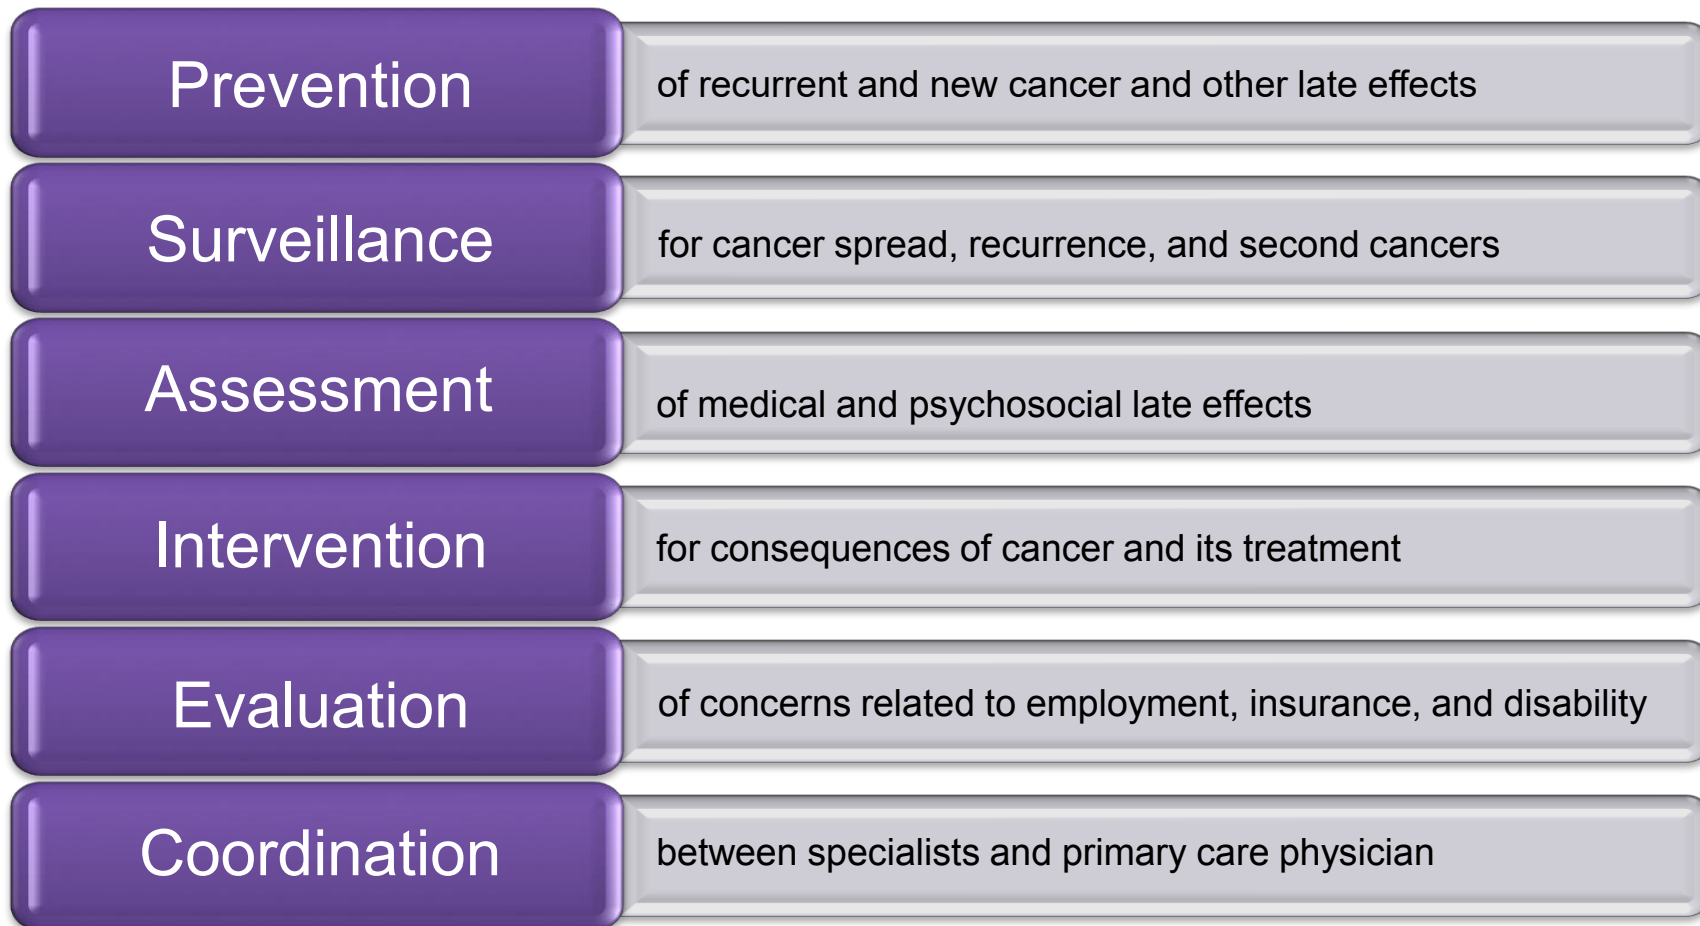 Prevention
of recurrent and new cancer and other late effects
Surveillance
for cancer spread, recurrence, and second cancers
Assessment
of medical and psychosocial late effects
Intervention
for consequences of cancer and its treatment
Evaluation
of concerns related to employment, insurance, and disability
Coordination
between specialists and primary care physician